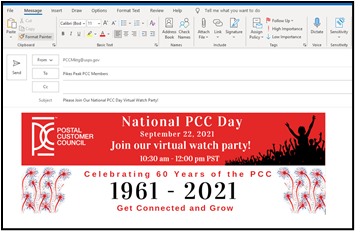 File Message Insert Options Format Text Review Help Tell me what you want to do
Cut
Copy
Paste
Format Painter
Clipboard
Calibri (Bod 11
Basic Text
Address Book
Check Names
Names
Attach File
Link
Signature
Include
Assign Policy
Follow Up
High Importance
Low Importance
Tags
Dictate
Voice
Sensitivity
Sensitivity
Send
From
To
Pikes Peak PCC Members
Cc
Subject
Please Join Our National PCC Day Virtual Watch Party!
PCC
POSTAL
CUSTOMER
COUNCIL
National PCC Day
September 22, 2021
Join our virtual watch party!
10:30 am - 12:00 pm PST
Celebrating 60 Years of the PCC
1961 - 2021
Get Connected and Grow